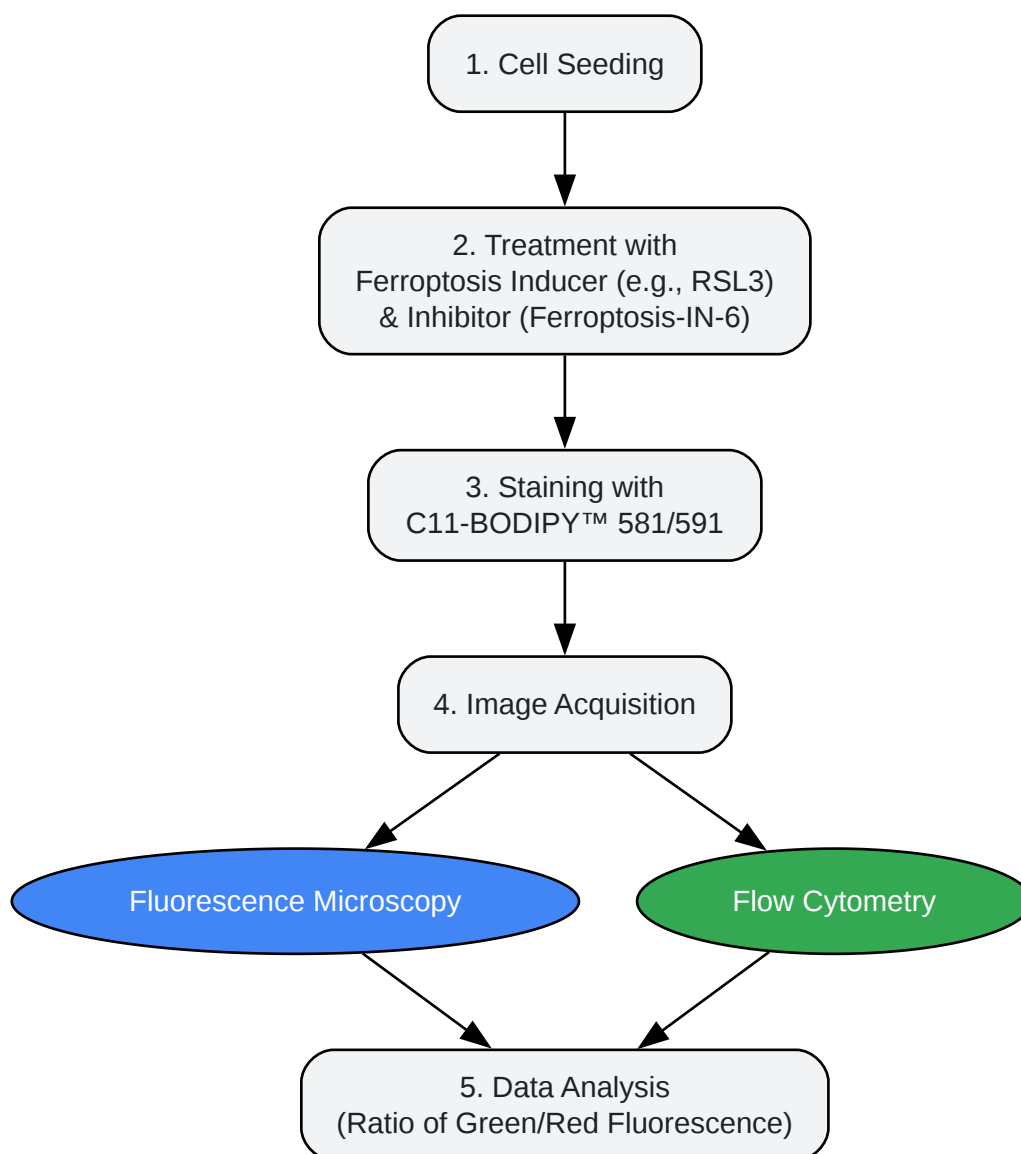 1. Cell Seeding
2. Treatment with
Ferroptosis Inducer (e.g., RSL3)
& Inhibitor (Ferroptosis-IN-6)
3. Staining with
C11-BODIPY™ 581/591
4. Image Acquisition
Fluorescence Microscopy
Flow Cytometry
5. Data Analysis
(Ratio of Green/Red Fluorescence)